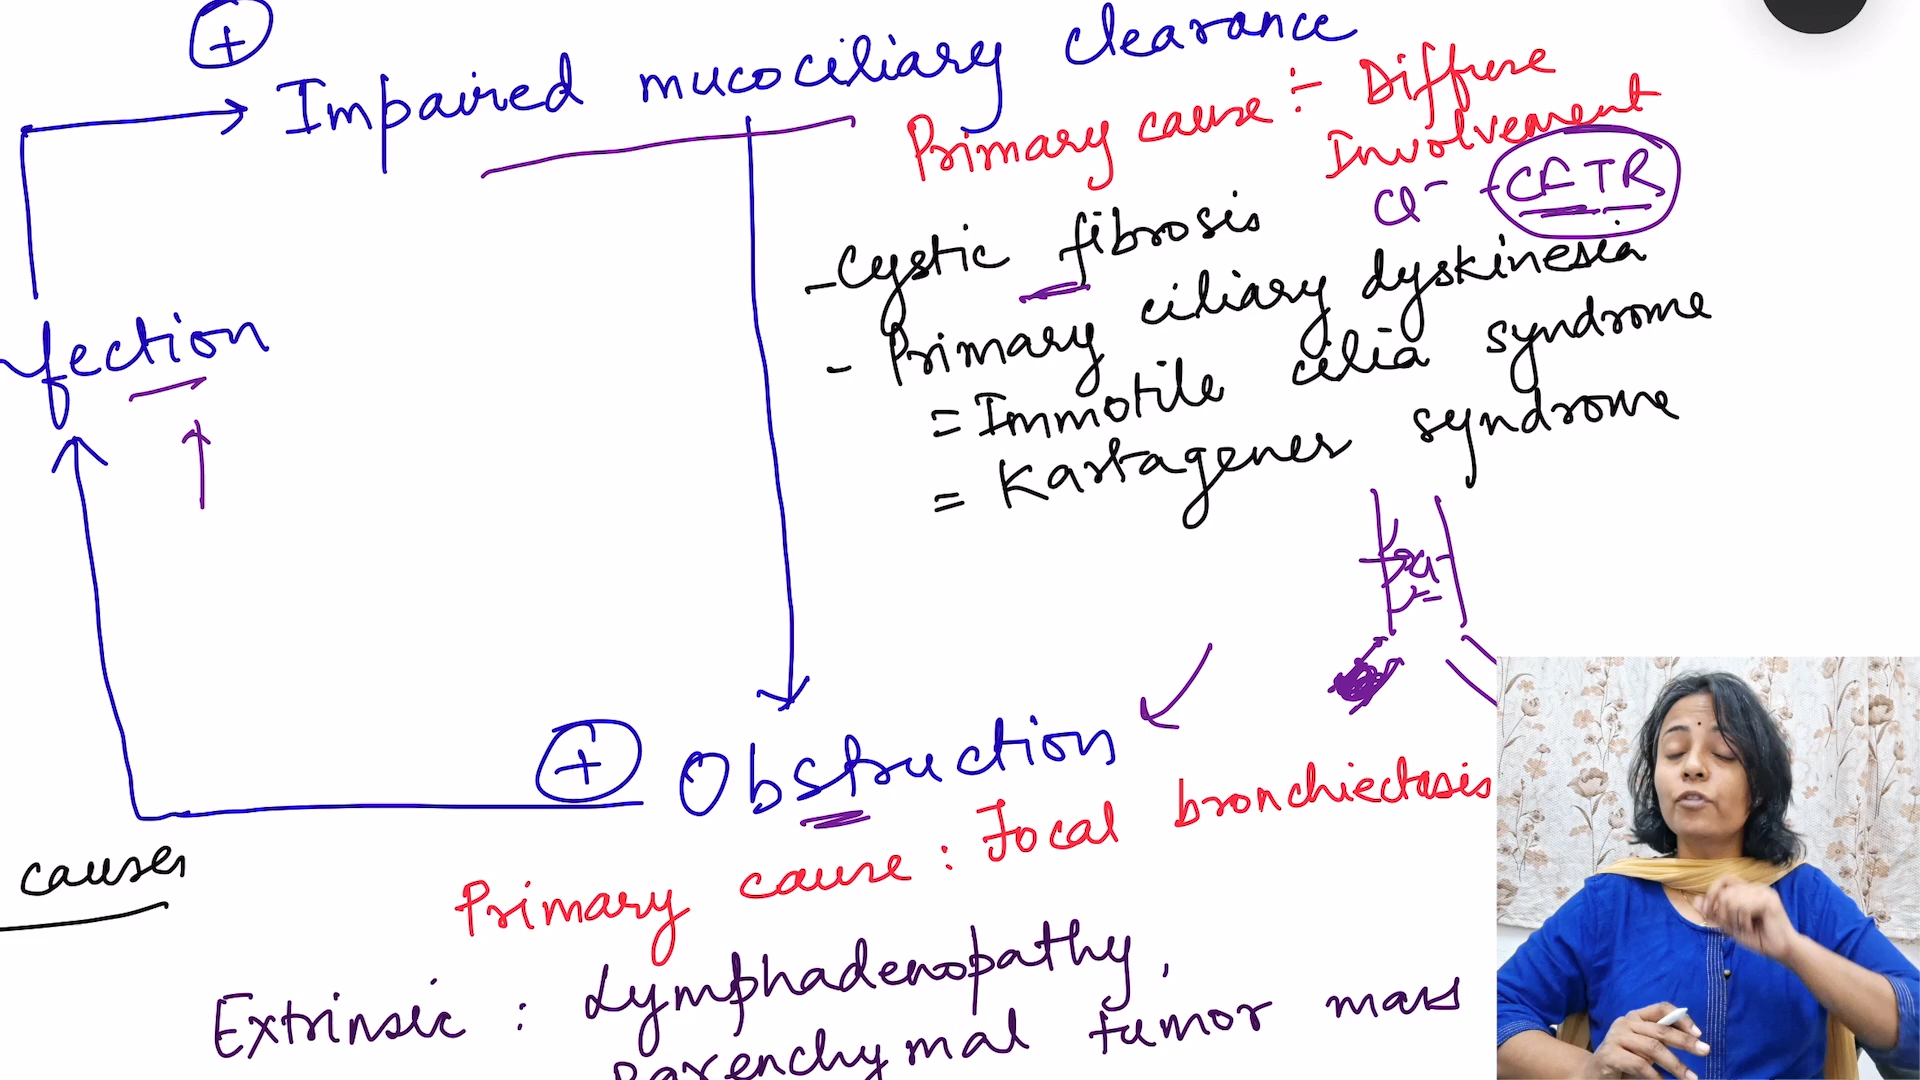 +
Impaired mucociliary clearance
Primary cause :- Diffuse
Involvement
Cl⁻ CFTR
- Cystic fibrosis
- Primary ciliary dyskinesia
= Immotile cilia syndrome
= Kartagener syndrome
fection
+ Obstruction
Primary cause : Focal bronchiectasis
causes
Extrinsic : Lymphadenopathy,
Parenchymal tumor mass